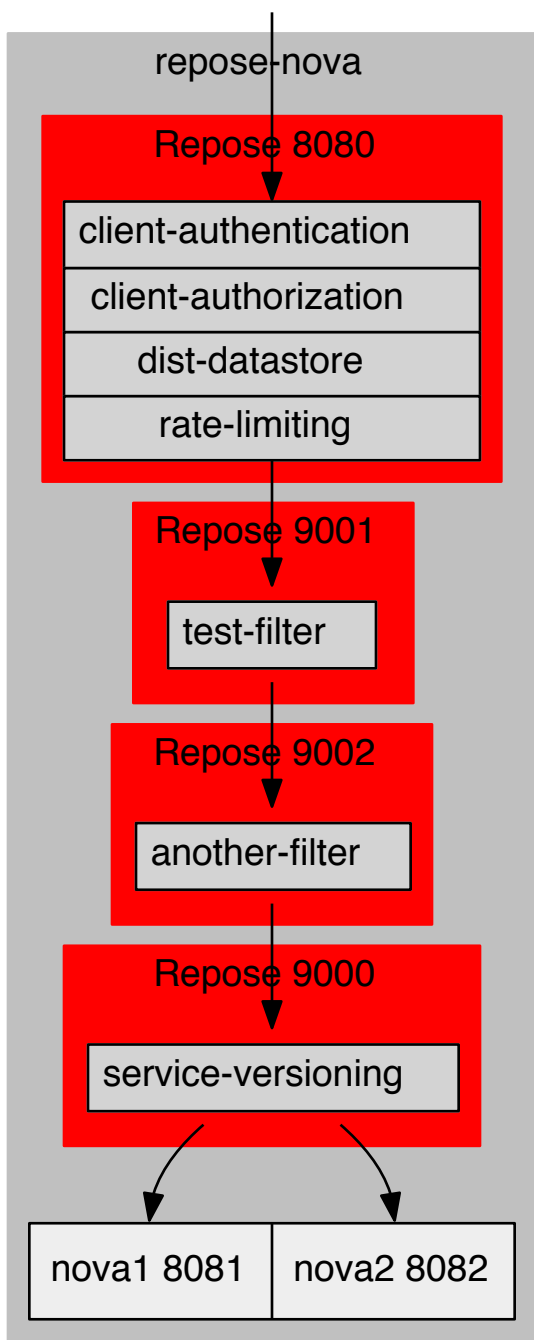 repose-nova
Repose 8080
client-authentication
client-authorization
dist-datastore
rate-limiting
Repose 9001
test-filter
Repose 9002
another-filter
Repose 9000
service-versioning
nova1 8081
nova2 8082